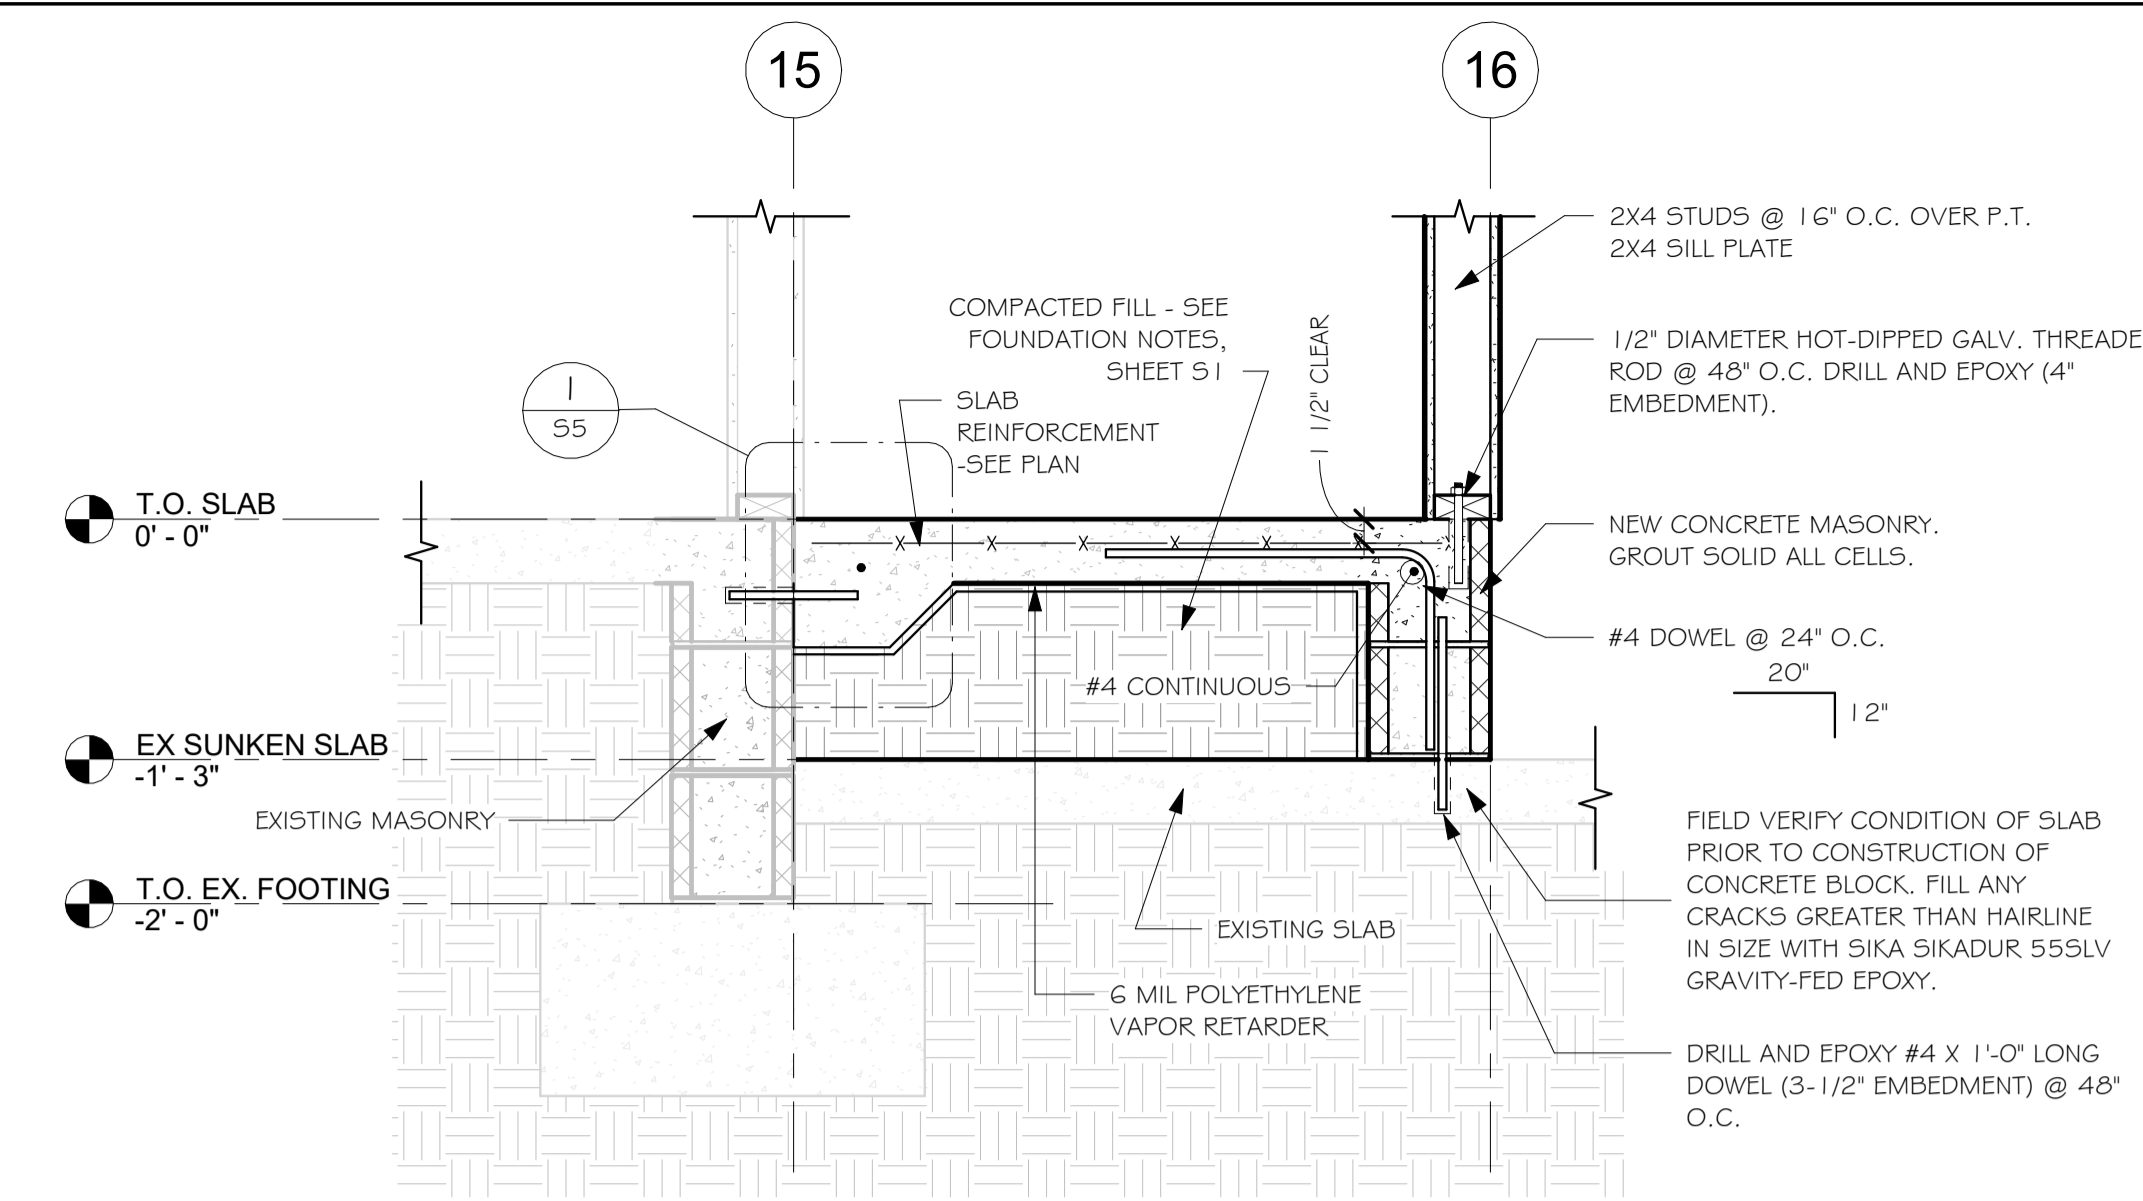 15
16
2X4 STUDS @ 16" O.C. OVER P.T.
2X4 SILL PLATE
COMPACTED FILL - SEE
FOUNDATION NOTES,
SHEET S1
1 1/2" CLEAR
1/2" DIAMETER HOT-DIPPED GALV. THREADE
ROD @ 48" O.C. DRILL AND EPOXY (4"
EMBEDMENT).
1
S5
SLAB
REINFORCEMENT
-SEE PLAN
T.O. SLAB
0' - 0"
NEW CONCRETE MASONRY.
GROUT SOLID ALL CELLS.
#4 DOWEL @ 24" O.C.
20"
12"
#4 CONTINUOUS
EX SUNKEN SLAB
-1' - 3"
EXISTING MASONRY
FIELD VERIFY CONDITION OF SLAB
PRIOR TO CONSTRUCTION OF
CONCRETE BLOCK. FILL ANY
CRACKS GREATER THAN HAIRLINE
IN SIZE WITH SIKA SIKADUR 55SLV
GRAVITY-FED EPOXY.
T.O. EX. FOOTING
-2' - 0"
EXISTING SLAB
6 MIL POLYETHYLENE
VAPOR RETARDER
DRILL AND EPOXY #4 X 1'-0" LONG
DOWEL (3-1/2" EMBEDMENT) @ 48"
O.C.